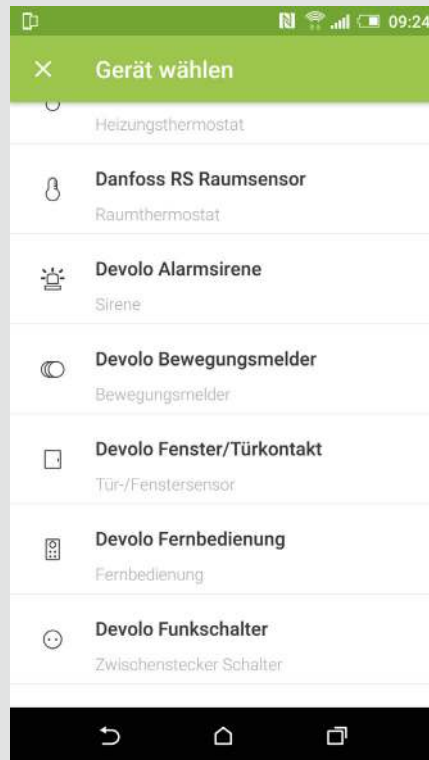 09:24
Gerät wählen
Heizungsthermostat
Danfoss RS Raumsensor
Raumthermostat
Devolo Alarmsirene
Sirene
Devolo Bewegungsmelder
Bewegungsmelder
Devolo Fenster/Türkontakt
Tür-/Fenstersensor
Devolo Fernbedienung
Fernbedienung
Devolo Funkschalter
Zwischenstecker Schalter